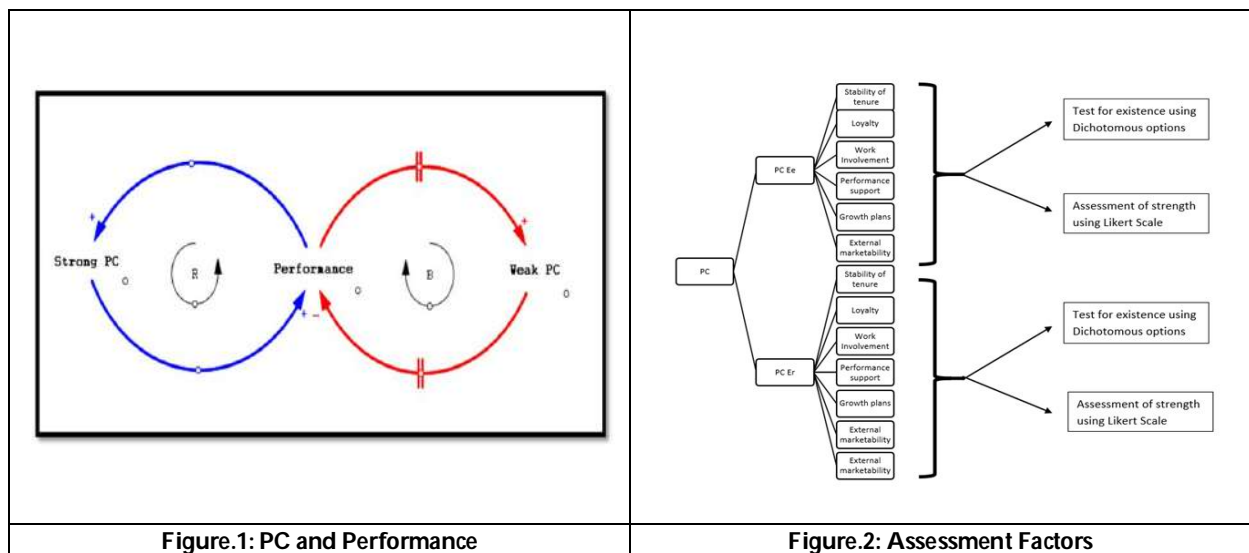 +
Strong PC
R
Performance
B
+
Weak PC
+
−
Figure.1: PC and Performance
PC
PC Ee
Stability of
tenure
Loyalty
Work
Involvement
Performance
support
Growth plans
External
marketability
PC Er
Stability of
tenure
Loyalty
Work
Involvement
Performance
support
Growth plans
External
marketability
External
marketability
Test for existence using
Dichotomous options
Assessment of strength
using Likert Scale
Test for existence using
Dichotomous options
Assessment of strength
using Likert Scale
Figure.2: Assessment Factors